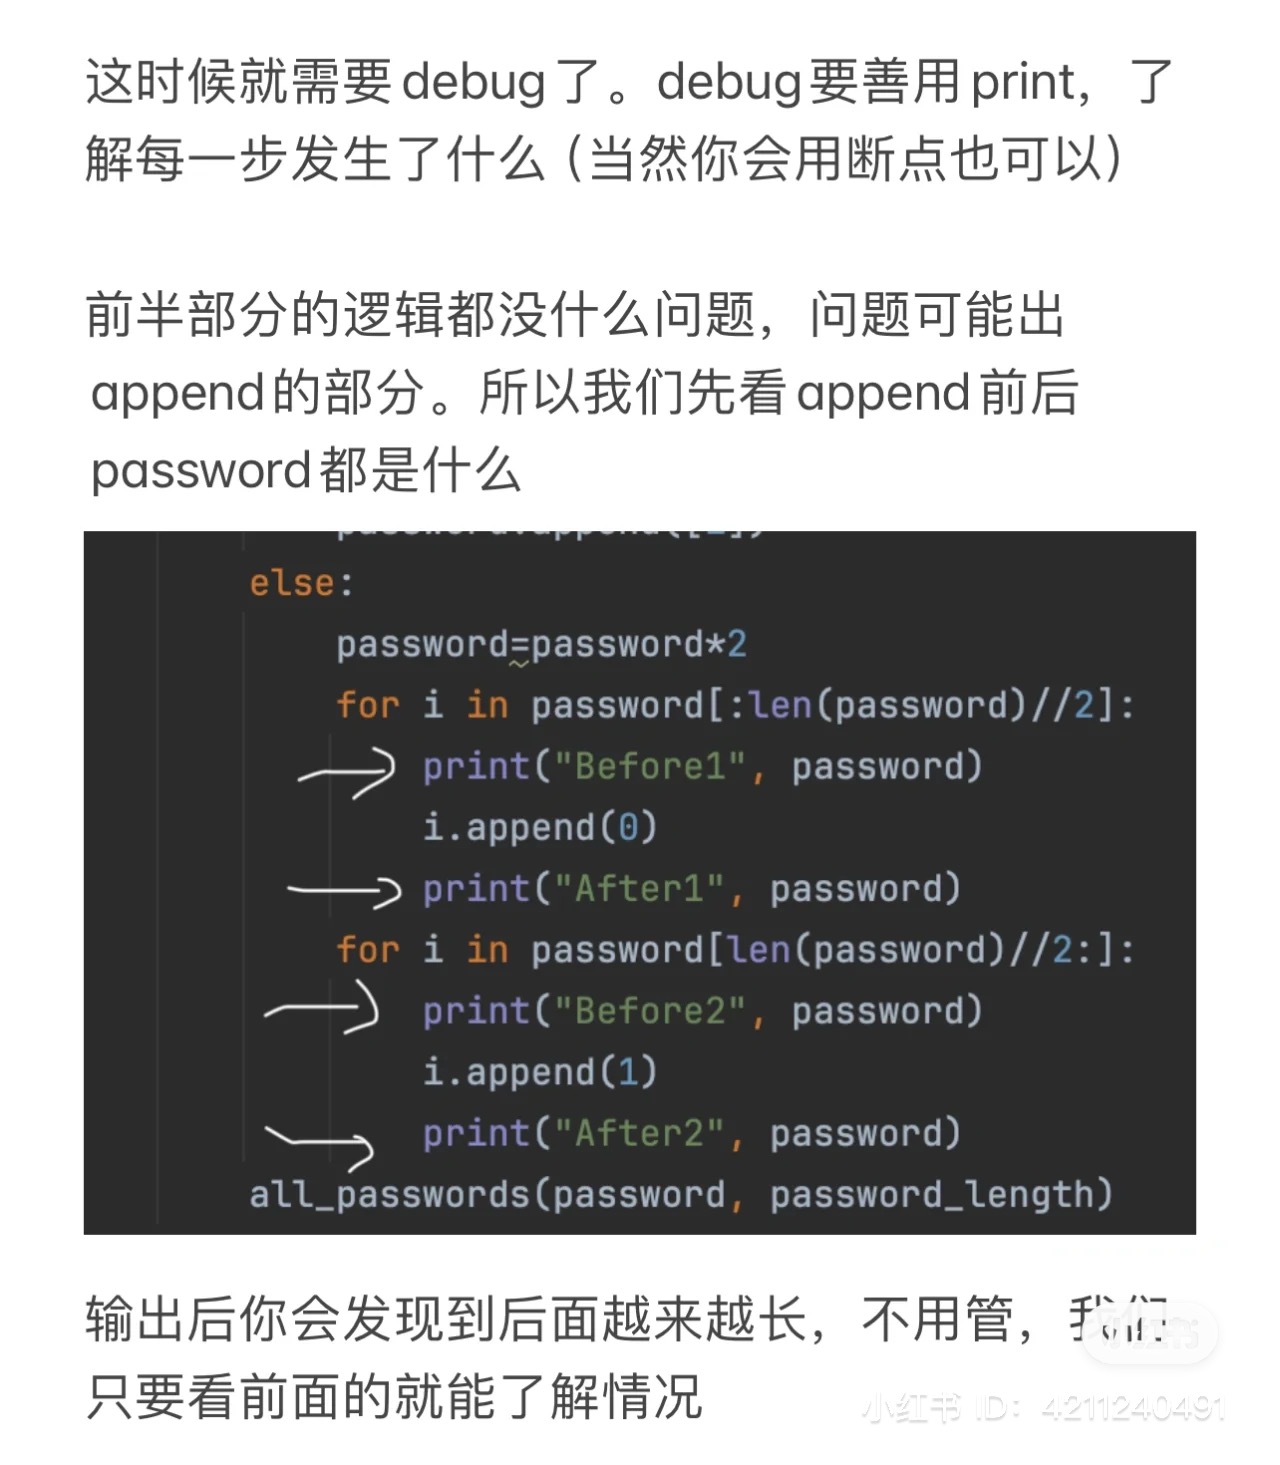 这时候就需要debug了。debug要善用print，了
解每一步发生了什么（当然你会用断点也可以）
前半部分的逻辑都没什么问题，问题可能出
append的部分。所以我们先看append前后
password都是什么
else:
password=password*2
for i in password[:len(password)//2]:
print("Before1", password)
i.append(0)
print("After1", password)
for i in password[len(password)//2:]:
print("Before2", password)
i.append(1)
print("After2", password)
all_passwords(password, password_length)
输出后你会发现到后面越来越长，不用管，我们
只要看前面的就能了解情况
小红书
小红书 ID：4211240491